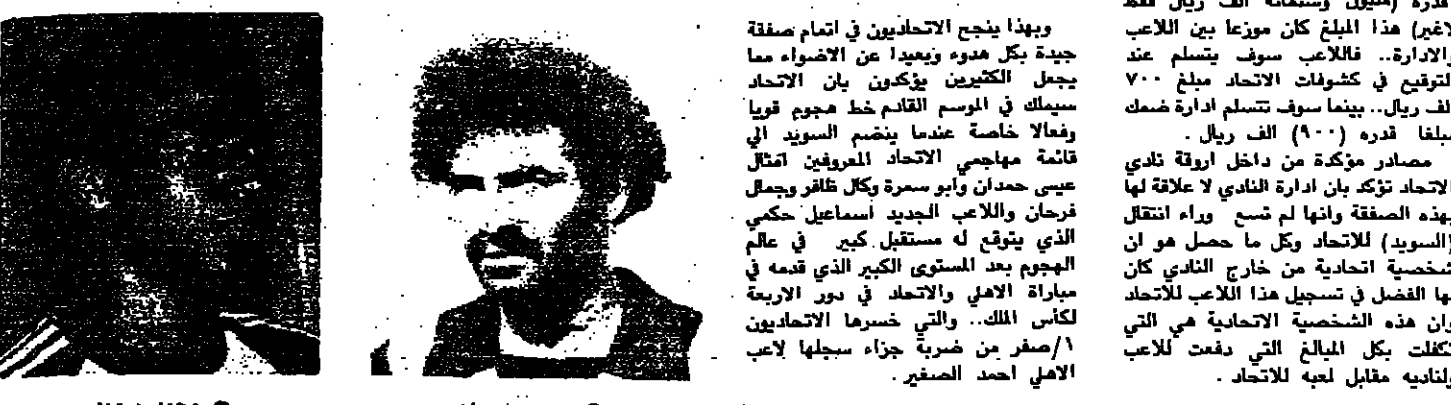 قدره (مليون وستمائة الف ريال فقط
لاغير) هذا المبلغ كان موزعا بين اللاعب
والادارة.. فاللاعب سوف يتسلم عند
التوقيع في كشوفات الاتحاد مبلغ ٧٠٠
الف ريال.. بينما سوف تتسلم ادارة ضمك
مبلغا قدره (٩٠٠) الف ريال .
مصادر مؤكدة من داخل اروقة نادي
الاتحاد تؤكد بان ادارة النادي لا علاقة لها
بهذه الصفقة وانها لم تسع وراء انتقال
(السويد) للاتحاد وكل ما حصل هو ان
شخصية اتحادية من خارج النادي كان
لها الفضل في تسجيل هذا اللاعب للاتحاد
وان هذه الشخصية الاتحادية هي التي
تكفلت بكل المبالغ التي دفعت للاعب
ولناديه مقابل لعبه للاتحاد .
وبهذا ينجح الاتحاديون في اتمام صفقة
جيدة بكل هدوء وبعيدا عن الاضواء مما
يجعل الكثيرين يؤكدون بان الاتحاد
سيملك في الموسم القادم خط هجوم قويا
وفعالا خاصة عندما ينضم السويد الي
قائمة مهاجمي الاتحاد المعروفين امثال
عيسى حمدان وابو سمرة وكال ظافر وجمال
فرحان واللاعب الجديد اسماعيل حكمي
الذي يتوقع له مستقبل كبير في عالم
الهجوم بعد المستوى الكبير الذي قدمه في
مباراة الاهلي والاتحاد في دور الاربعة
لكأس الملك.. والتي خسرها الاتحاديون
١/صفر من ضربة جزاء سجلها لاعب
الاهلي احمد الصغير .